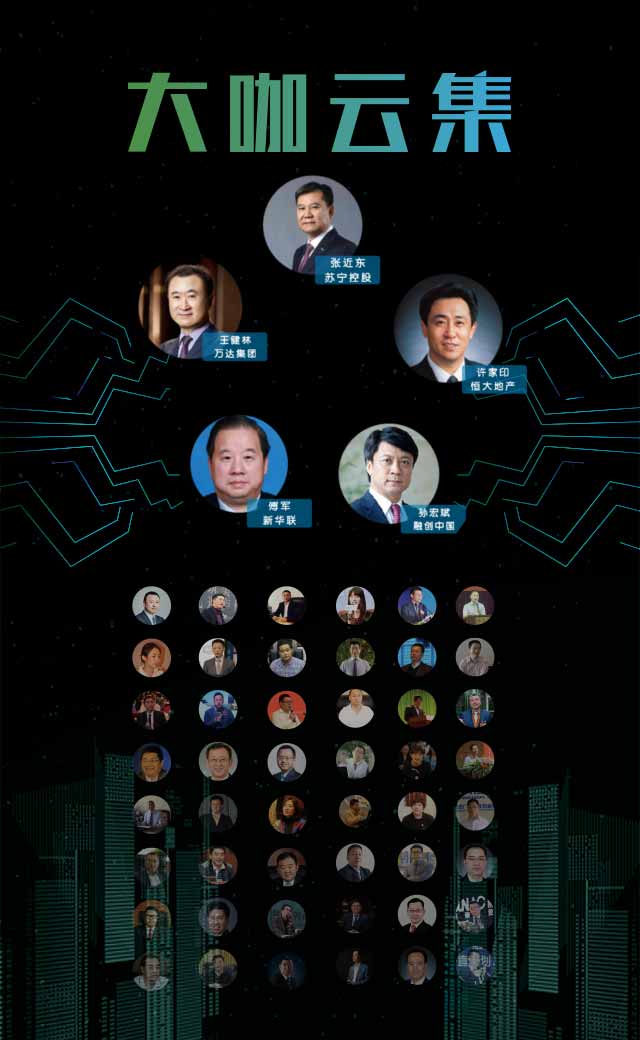 大咖云集
张近东
苏宁控股
王健林
万达集团
许家印
恒大地产
傅军
新华联
孙宏斌
融创中国